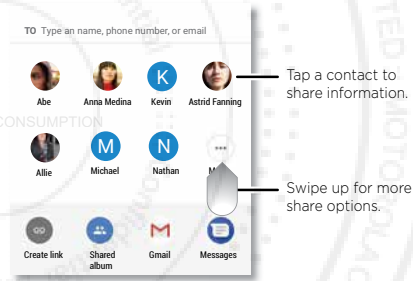 TO Type an name, phone number, or email
K
Abe
Anna Medina
Kevin
Astrid Fanning
Tap a contact to
share information.
CONSUMPTION
M
N
Allie
Michael
Nathan
Swipe up for more
share options.
M
Create link
Shared
album
Gmail
Messages